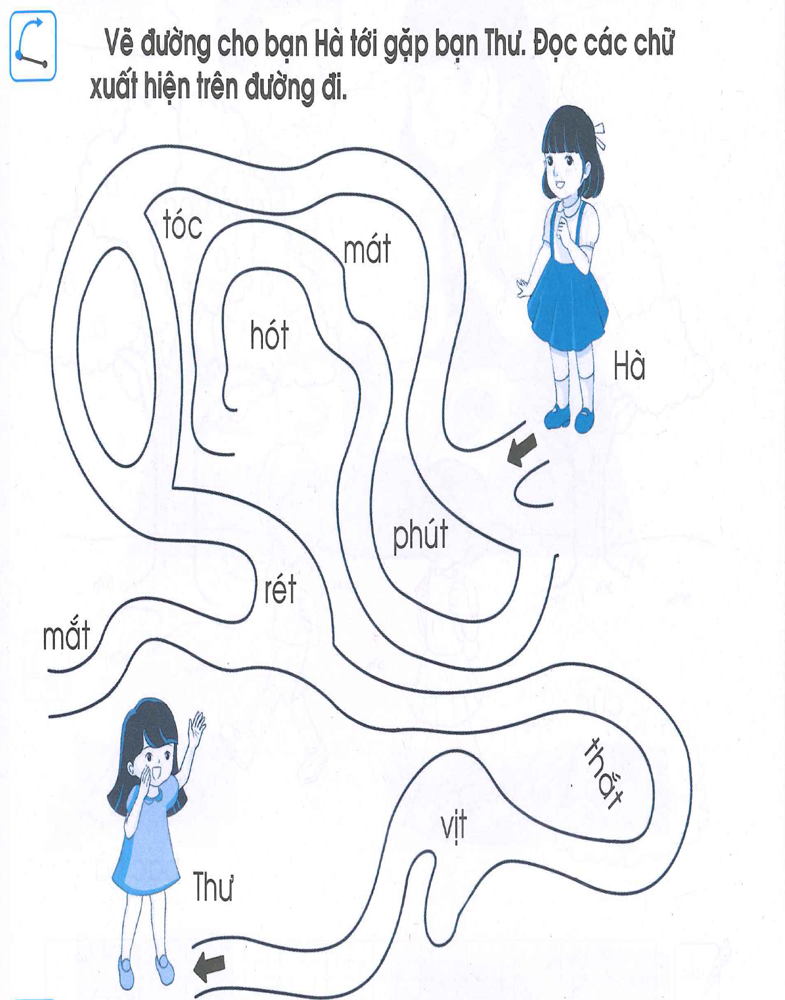 Vẽ đường cho bạn Hà tới gặp bạn Thư. Đọc các chữ
xuất hiện trên đường đi.
tóc
mát
hót
Hà
phút
rét
mắt
thất
vịt
Thư